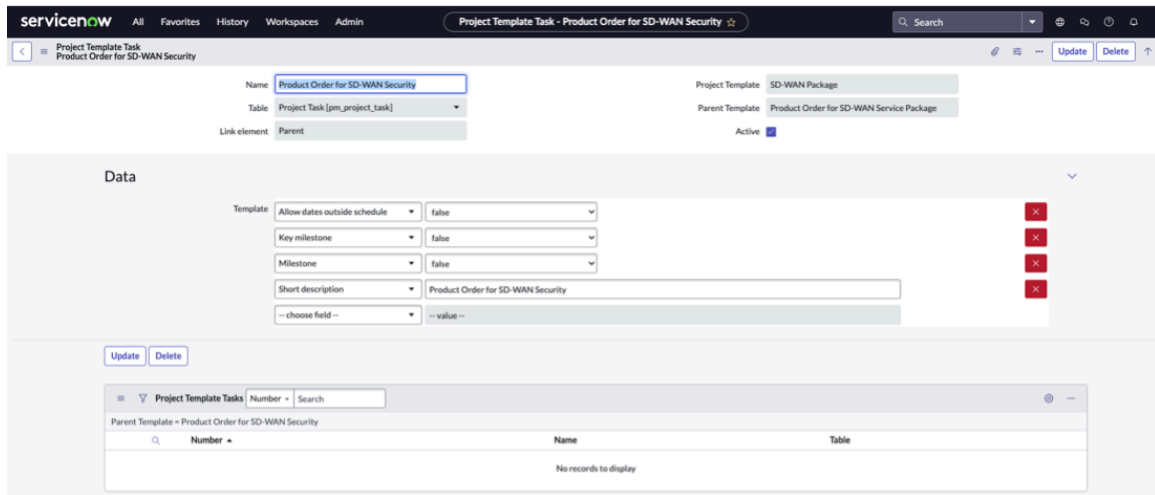 servicenow All Favorites History Workspaces Admin Project Template Task - Product Order for SD-WAN Security Search
Project Template Task
Product Order for SD-WAN Security
Update Delete
Name Product Order for SD-WAN Security Project Template SD-WAN Package
Table Project Task [pm_project_task] Parent Template Product Order for SD-WAN Service Package
Link element Parent Active
Data
Template Allow dates outside schedule false
Key milestone false
Milestone false
Short description Product Order for SD-WAN Security
-- choose field -- -- value --
Update Delete
Project Template Tasks Number Search
Parent Template = Product Order for SD-WAN Security
Number Name Table
No records to display